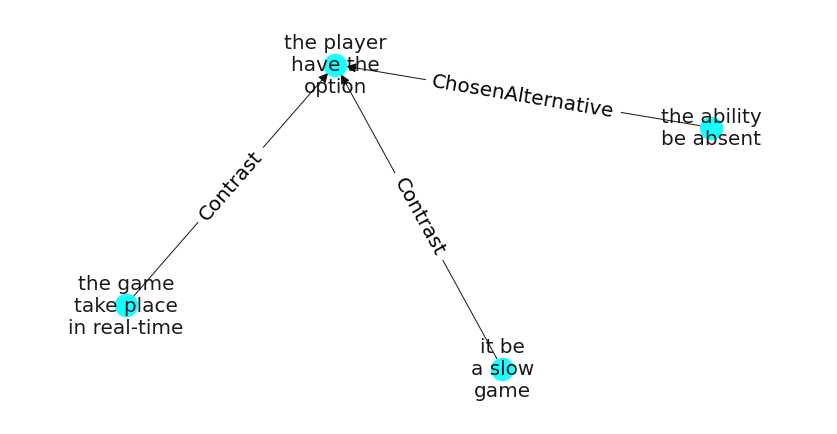 the player
have the
option
ChosenAlternative
the ability
be absent
Contrast
Contrast
the game
take place
in real-time
it be
a slow
game